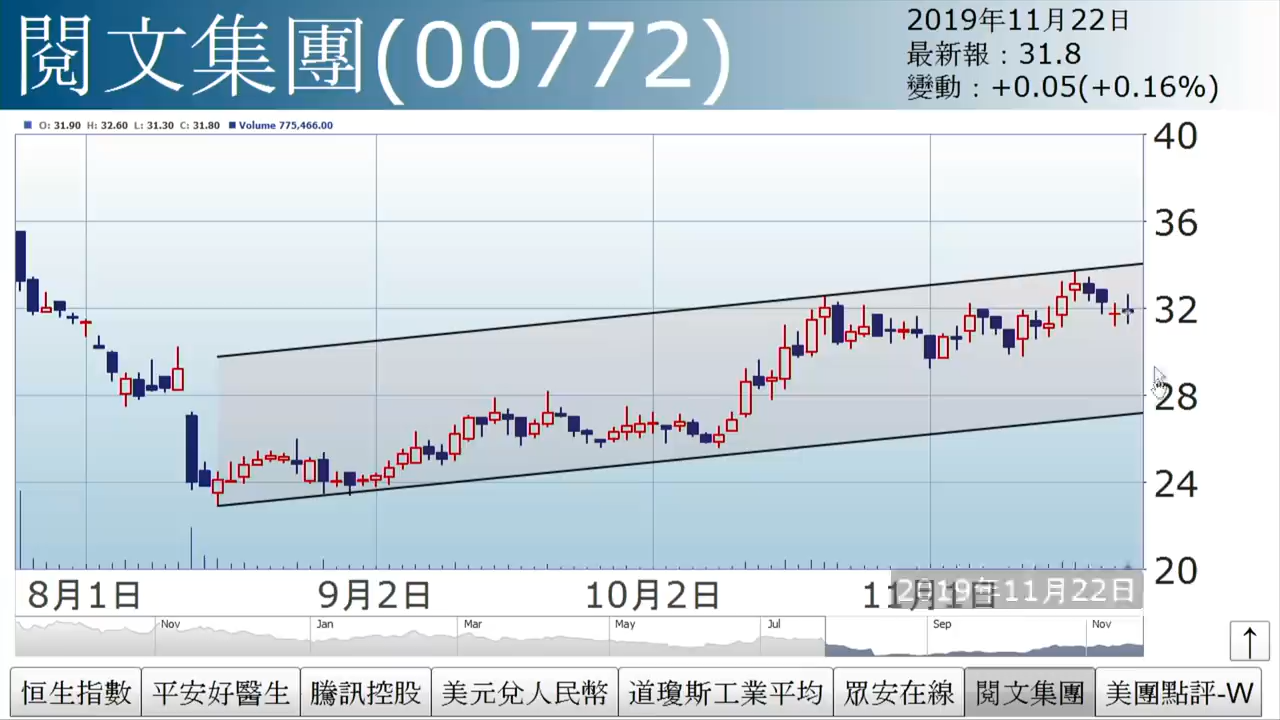 閱文集團(00772)
2019年11月22日
最新報：31.8
變動：+0.05(+0.16%)
O: 31.90 H: 32.60 L: 31.30 C: 31.80 Volume 775,466.00
40
36
32
28
24
20
8月1日 9月2日 10月2日 11月1日 2019年11月22日
Nov Jan Mar May Jul Sep Nov
↑
恒生指數 平安好醫生 騰訊控股 美元兌人民幣 道瓊斯工業平均 眾安在線 閱文集團 美團點評-W